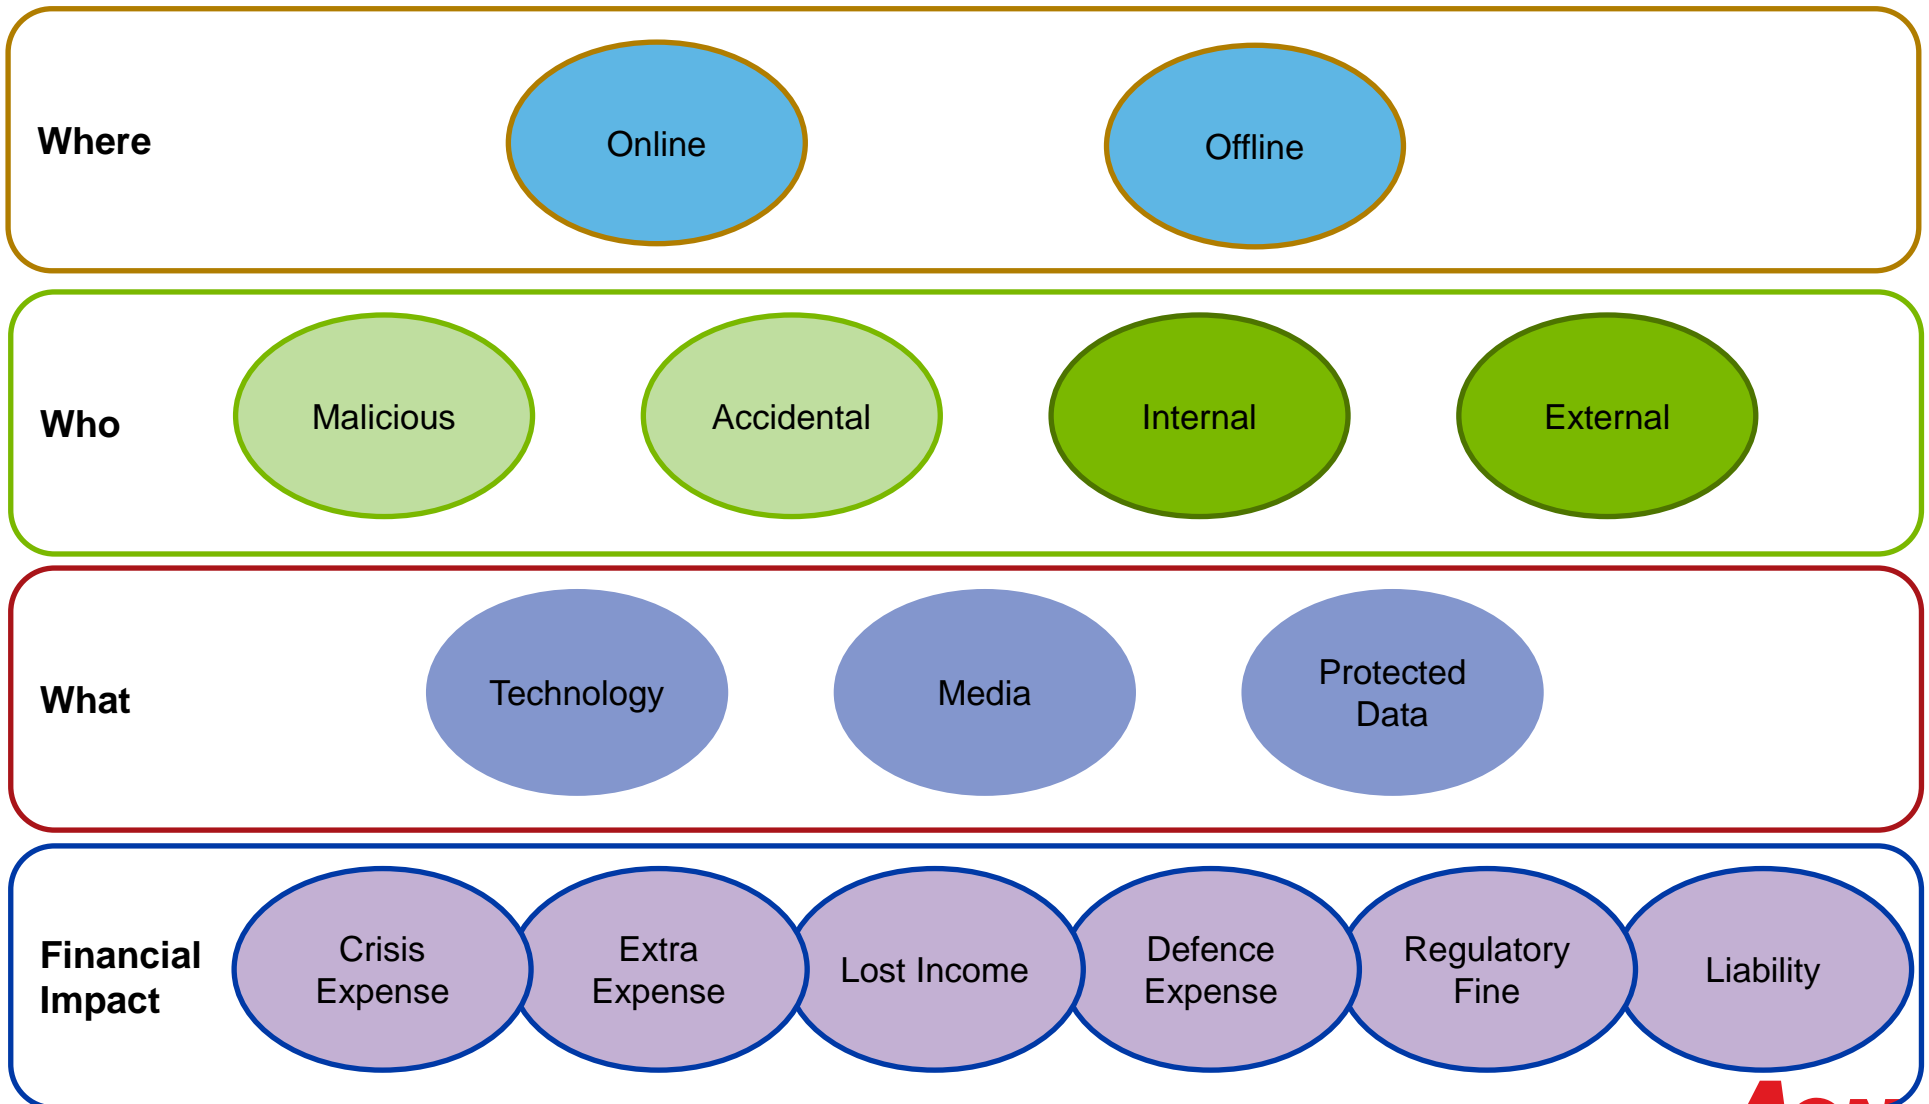 Where
Online
Offline
Who
Malicious
Accidental
Internal
External
What
Technology
Media
Protected
Data
Financial
Impact
Crisis
Expense
Extra
Expense
Lost Income
Defence
Expense
Regulatory
Fine
Liability